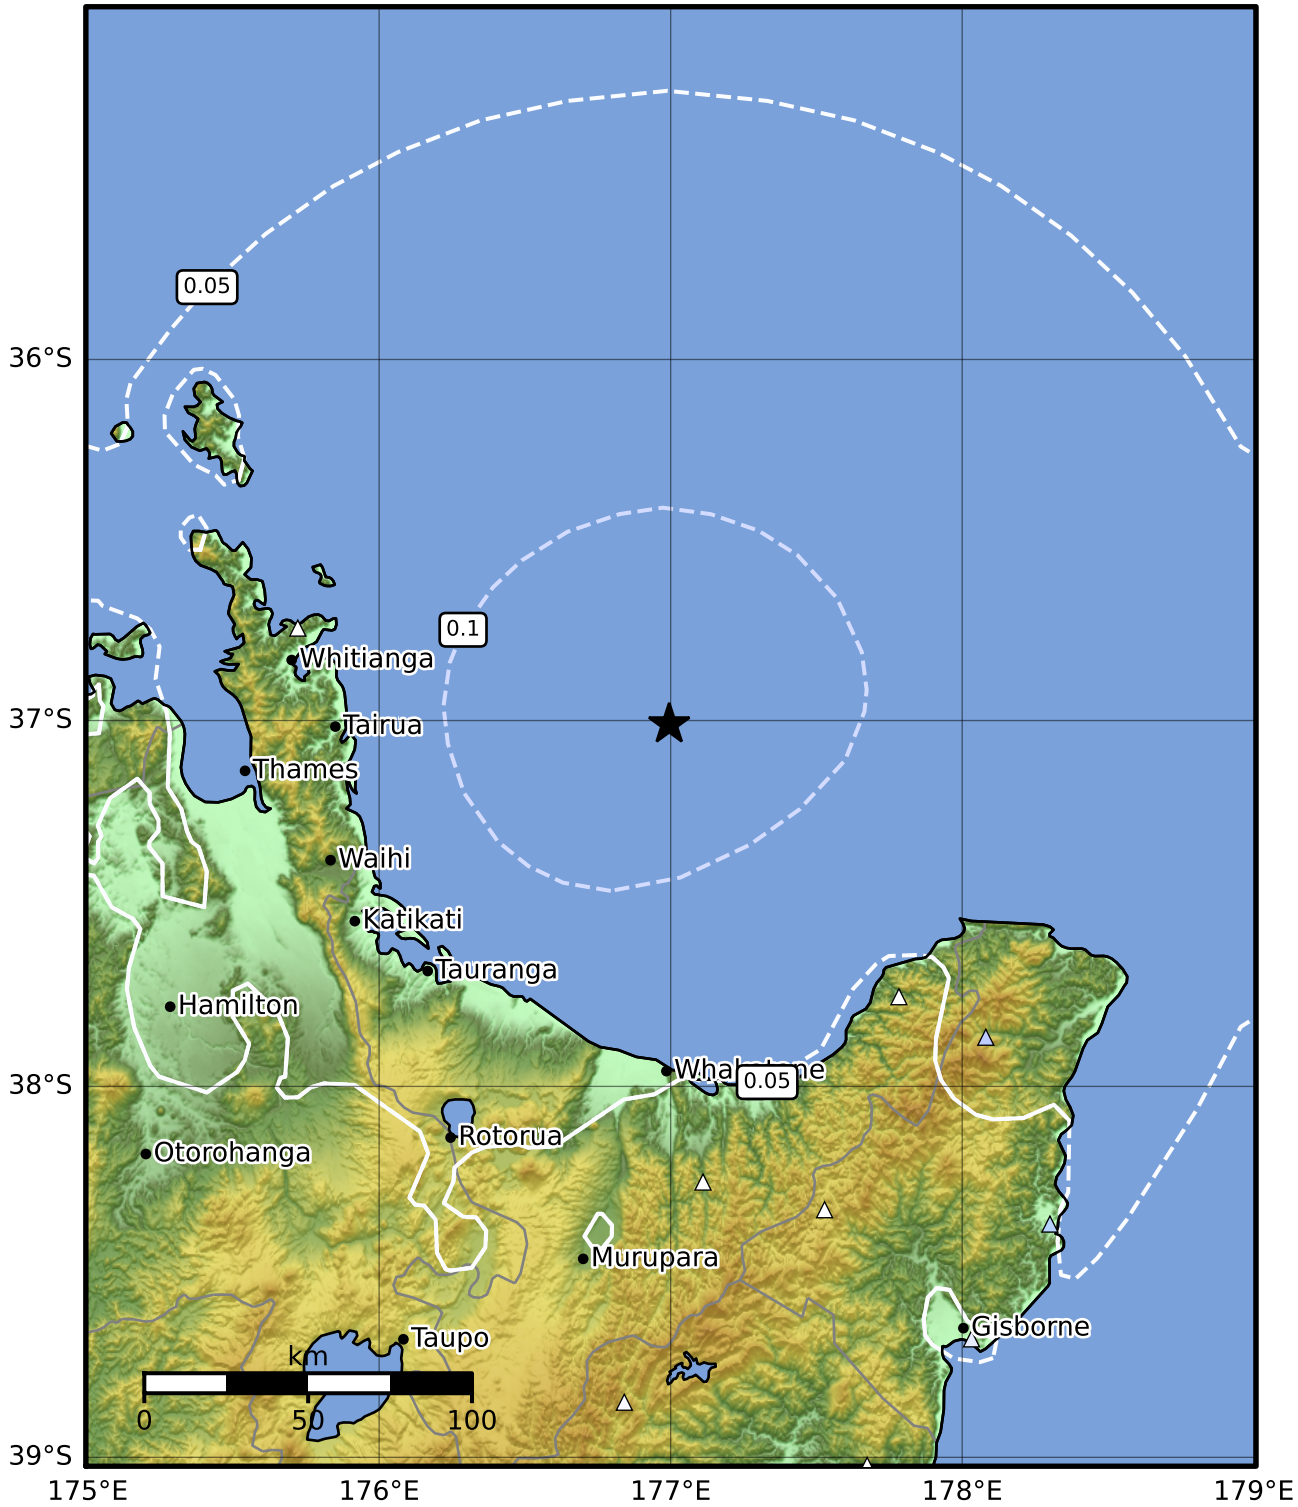 0.05
36°S
0.1
Whitianga
37°S
Tairua
Thames
Waihi
Katikati
Tauranga
Hamilton
38°S
0.05
Rotorua
Otorohanga
Murupara
Gisborne
Taupo
km
0
50
100
39°S
175°E
176°E
177°E
178°E
179°E